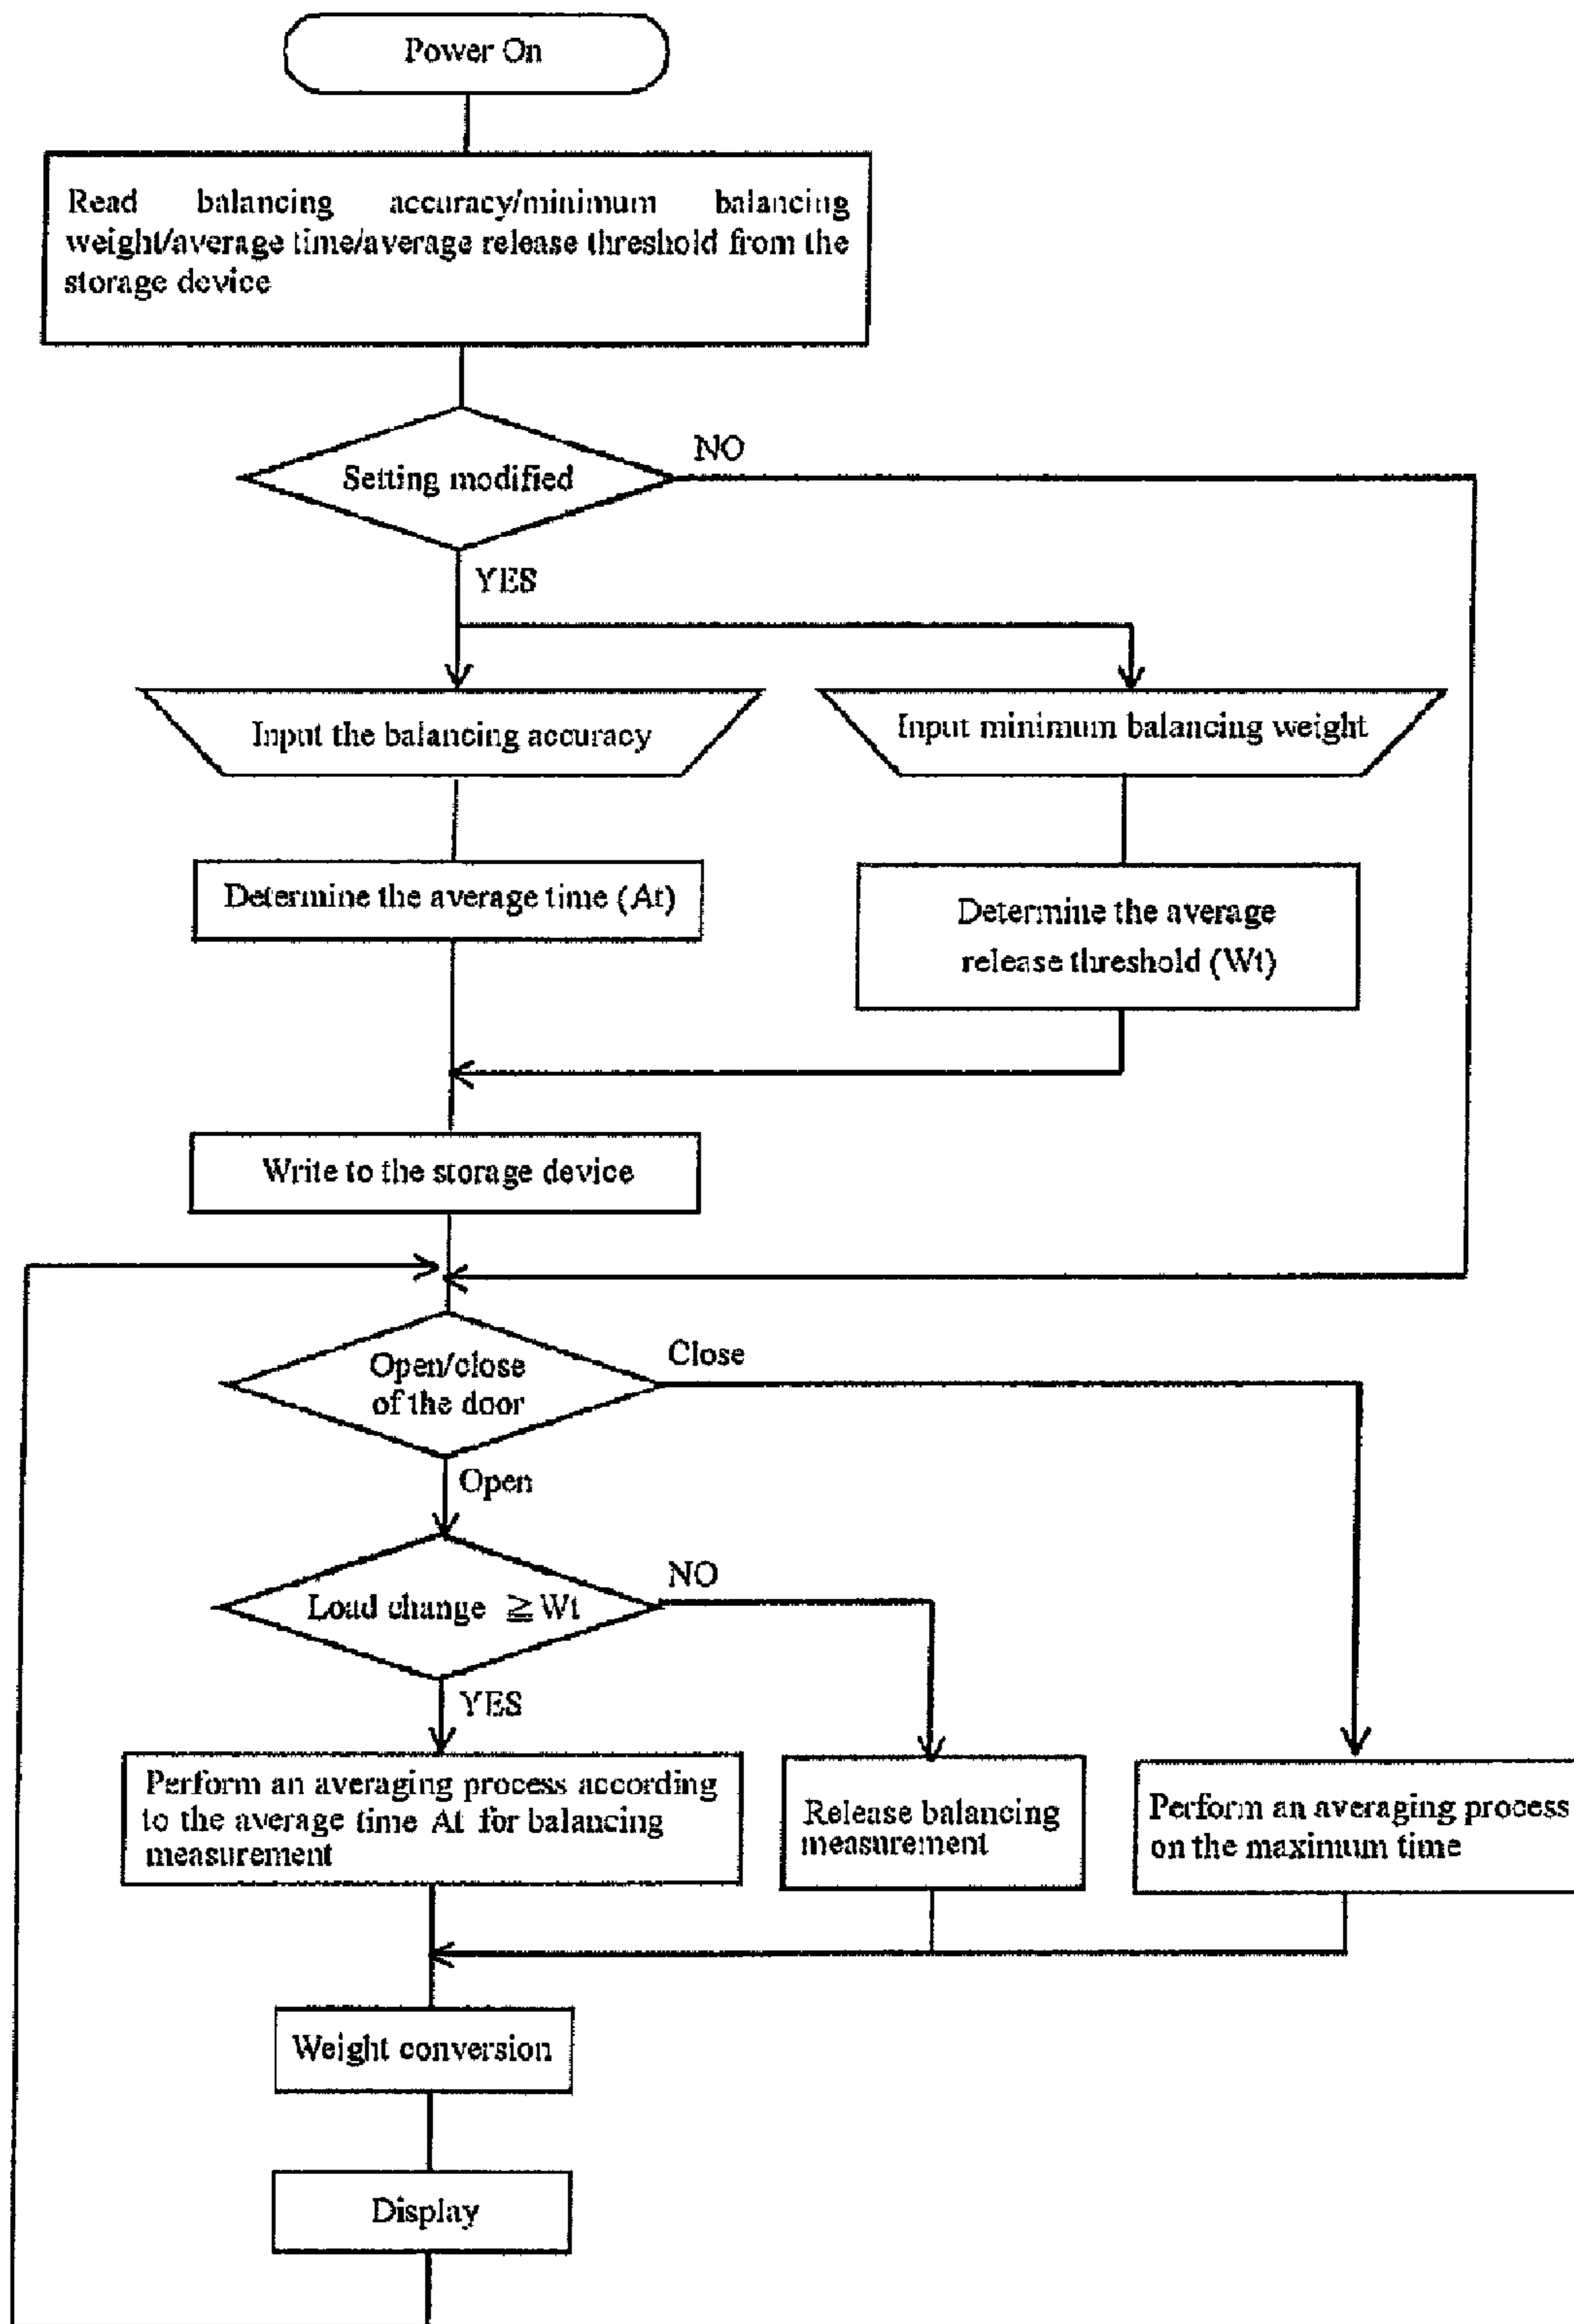 Power On
Read balancing accuracy/minimum balancing
weight/average time/average release threshold from the
storage device
Setting modified
NO
YES
Input the balancing accuracy
Input minimum balancing weight
Determine the average time (At)
Determine the average
release threshold (Wt)
Write to the storage device
Open/close
of the door
Close
Open
Load change ≧ Wt
NO
YES
Perform an averaging process according
to the average time At for balancing
measurement
Release balancing
measurement
Perform an averaging process
on the maximum time
Weight conversion
Display